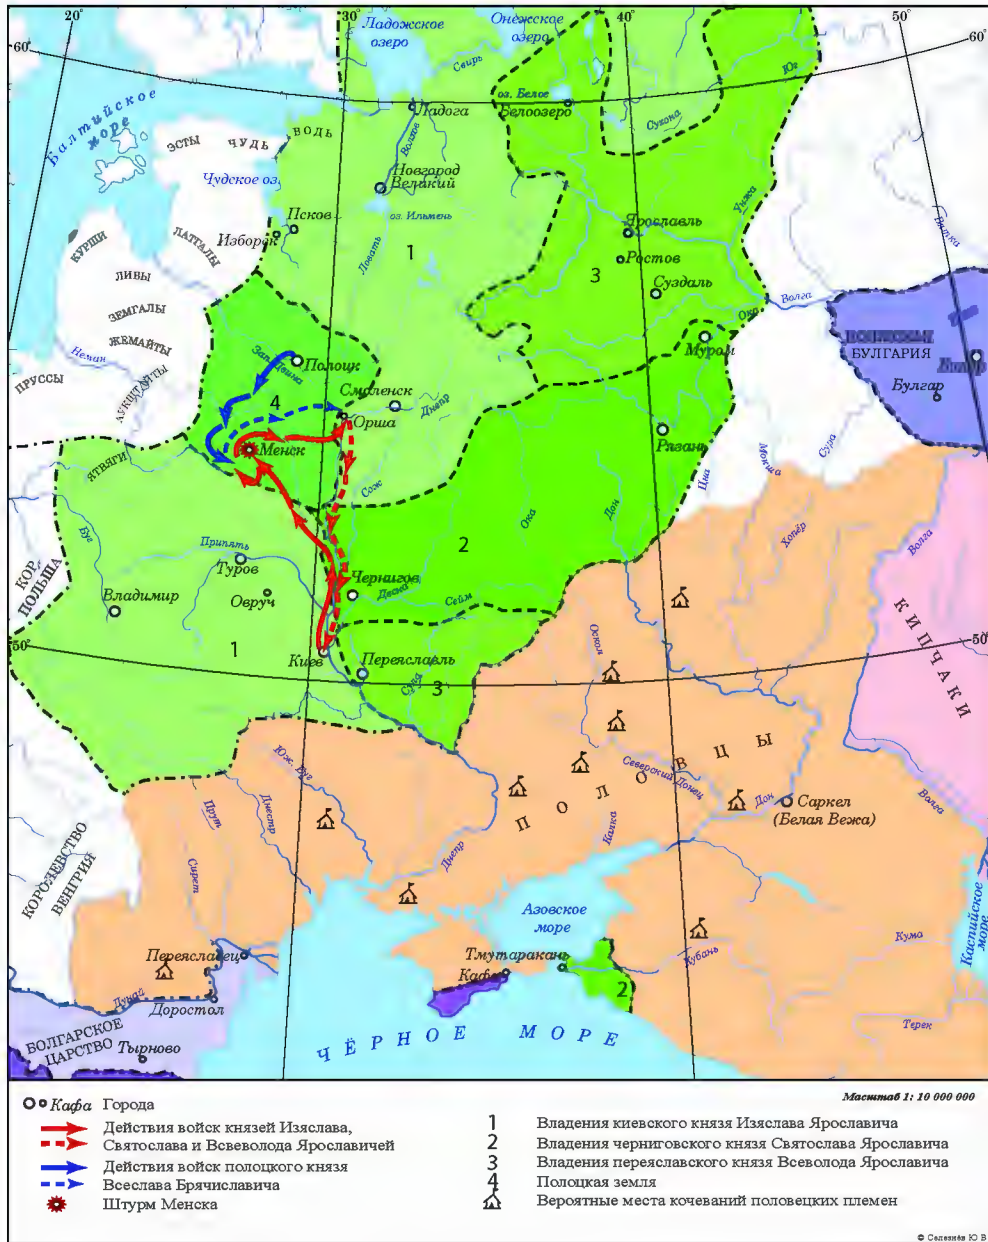 20°
30°
40°
50°
60°
60°
Ладожское
озеро
Онежское
озеро
Свирь
Юг
оз. Белое
Белоозеро
Сухона
Балтийское
море
Ладога
ВОДЬ
ЭСТЫ
ЧУДЬ
Волхов
Чудское оз.
Новгород
Великий
оз. Ильмень
Псков
Изборск
Ловать
1
Ярославль
Унжа
Вятка
КУРШИ
ЛАТГАЛЫ
ЛИВЫ
3
Ростов
Суздаль
Волга
Ока
ЗЕМГАЛЫ
ЖЕМАЙТЫ
Неман
ПРУССЫ
АУКШТАЙТЫ
Зап. Двина
Полоцк
Муром
БУЛГАРИЯ
Булгар
4
Смоленск
Днепр
Орша
Рязань
Менск
ЯТВЯГИ
Сож
Цна
Мокша
Сура
Буг
Ока
Дон
Хопёр
Волга
КОР.
ПОЛЬША
Припять
Туров
2
Чернигов
Десна
Сейм
Владимир
Овруч
КИПЧАКИ
50°
1
Киев
Переяславль
Сула
3
Оскол
50°
ПОЛОВЦЫ
Юж. Буг
Днестр
Прут
Северский Донец
Дон
Саркел
(Белая Вежа)
Волга
Калка
Днепр
Сирет
КОРОЛЕВСТВО
ВЕНГРИЯ
Азовское
море
Каспийское
море
Кума
Переяславец
Тмутаракань
Кафа
Кубань
2
Дунай
Доростол
Терек
БОЛГАРСКОЕ
ЦАРСТВО
Тырново
ЧЁРНОЕ МОРЕ
Масштаб 1: 10 000 000
Кафа Города
Действия войск князей Изяслава,
Святослава и Всеволода Ярославичей
Действия войск полоцкого князя
Всеслава Брячиславича
Штурм Менска
1 Владения киевского князя Изяслава Ярославича
2 Владения черниговского князя Святослава Ярославича
3 Владения переяславского князя Всеволода Ярославича
4 Полоцкая земля
Вероятные места кочеваний половецких племен
© Селезнёв Ю В